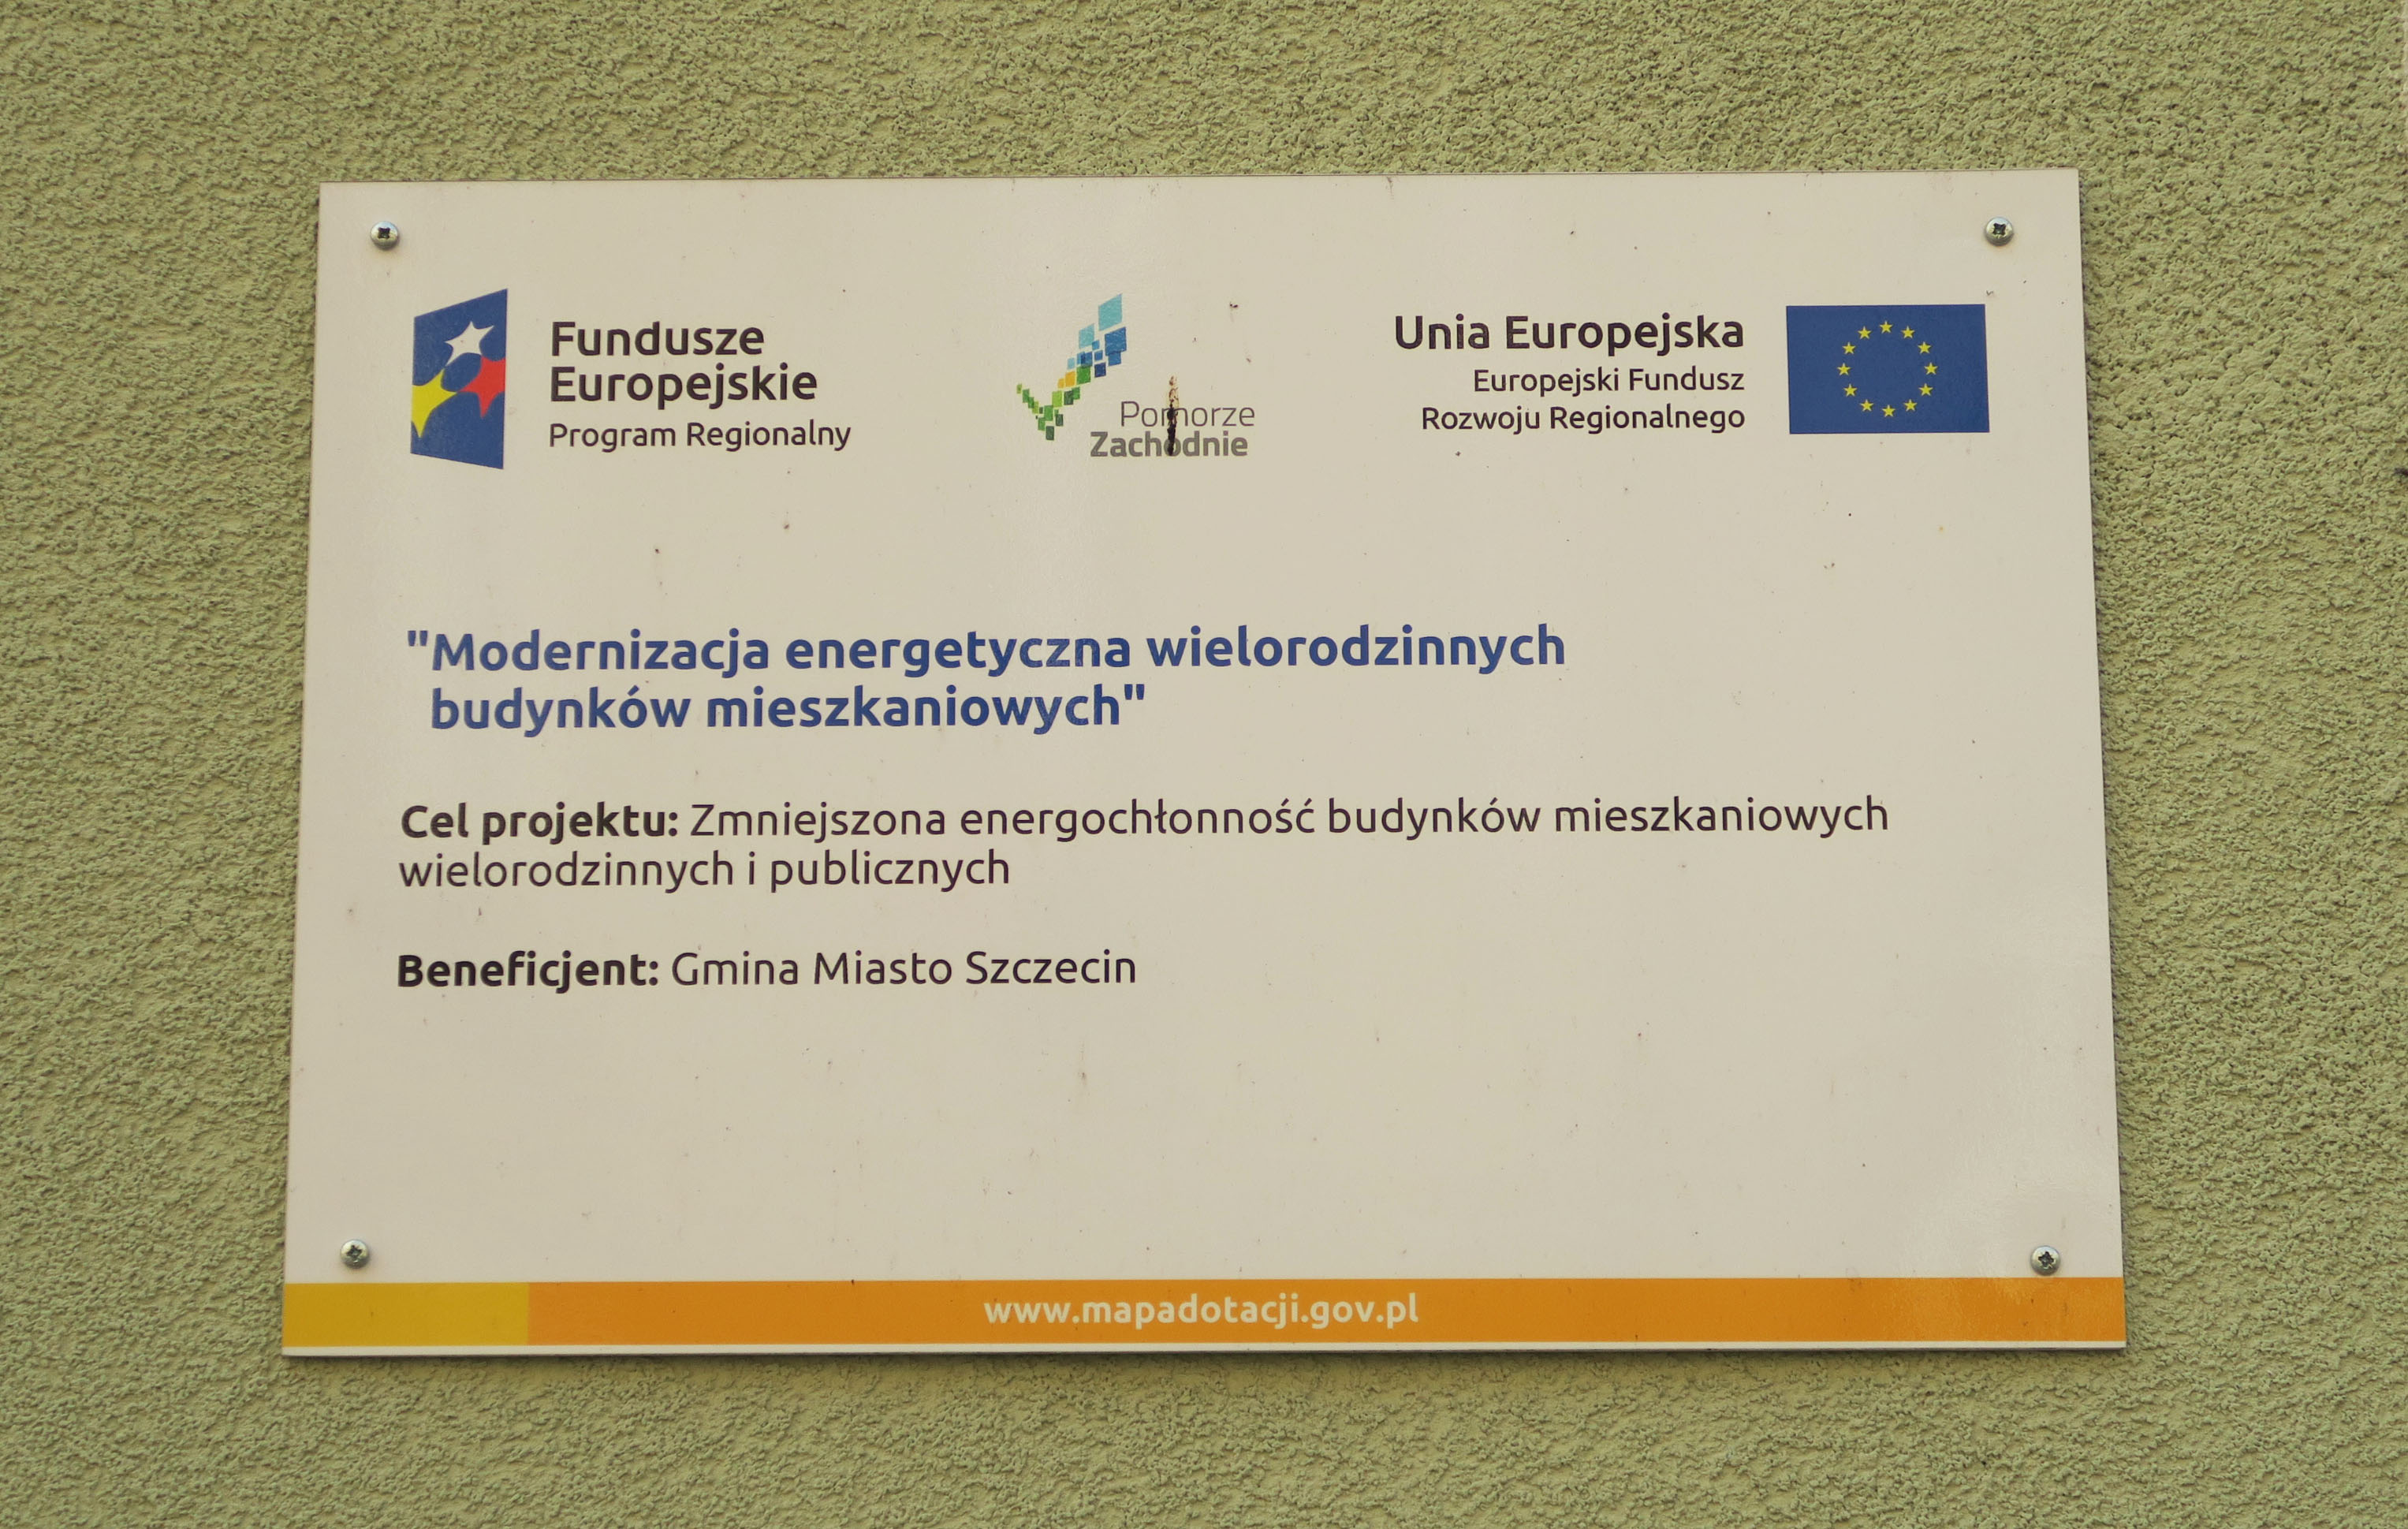 Fundusze
Europejskie
Program Regionalny
Pomorze
Zachodnie
Unia Europejska
Europejski Fundusz
Rozwoju Regionalnego
"Modernizacja energetyczna wielorodzinnych
budynków mieszkaniowych"
Cel projektu: Zmniejszona energochłonność budynków mieszkaniowych
wielorodzinnych i publicznych
Beneficjent: Gmina Miasto Szczecin
www.mapadotacji.gov.pl